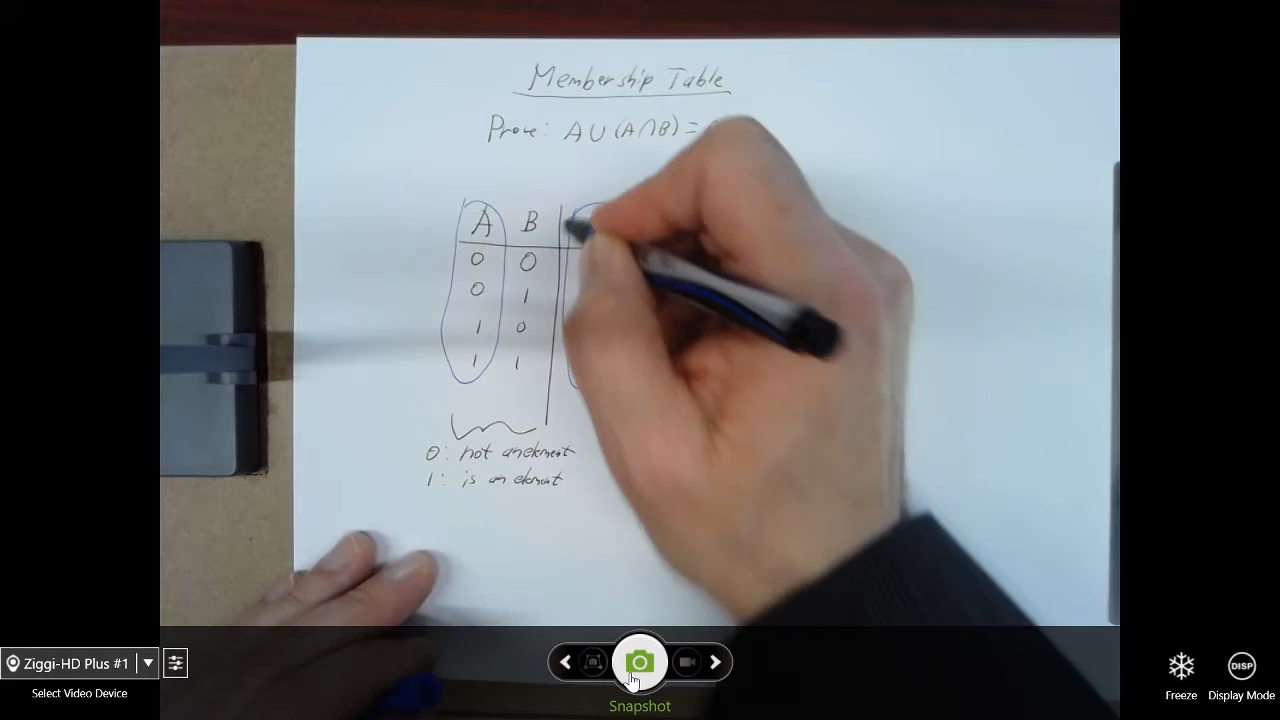 Membership Table
Prove: A∪(A∩B)=
A B
0 0
0 1
1 0
1 1
0: not an element
1: is an element
Ziggi-HD Plus #1
Select Video Device
Snapshot
Freeze
DISP
Display Mode